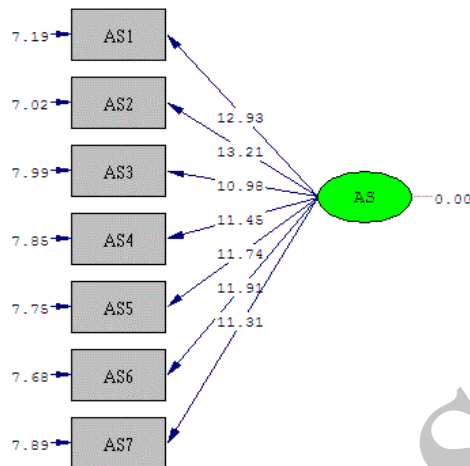 7.19 AS1
12.93
7.02 AS2
13.21
7.99 AS3
10.98
AS 0.00
7.85 AS4
11.45
11.74
7.75 AS5
11.91
11.31
7.68 AS6
7.89 AS7